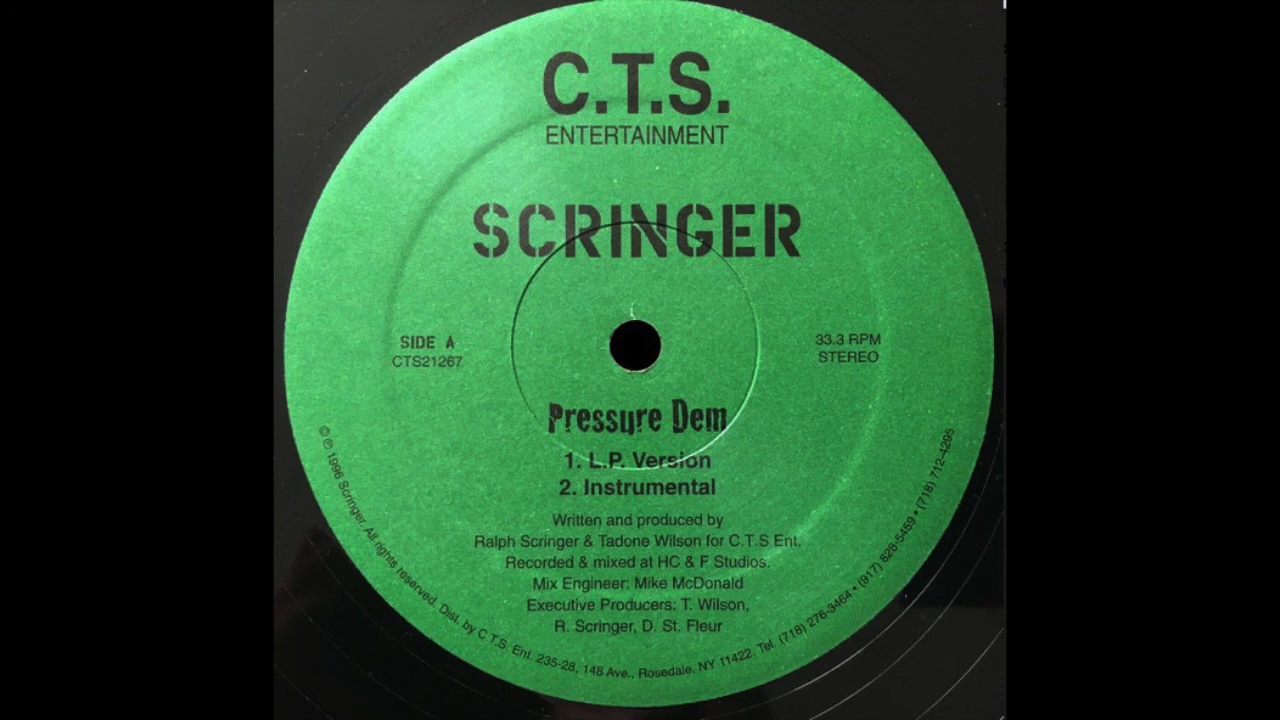 C.T.S.
ENTERTAINMENT
SCRINGER
SIDE A
CTS21267
33.3 RPM
STEREO
Pressure Dem
1. L.P. Version
2. Instrumental
Written and produced by
Ralph Scringer & Tadone Wilson for C.T.S Ent.
Recorded & mixed at HC & F Studios.
Mix Engineer: Mike McDonald
Executive Producers: T. Wilson,
R. Scringer, D. St. Fleur
© ℗ 1996 Scringer. All rights reserved. Dist. by C.T.S. Ent. 235-28, 148 Ave., Rosedale, NY 11422. Tel. (718) 276-3464 • (917) 828-5459 • (718) 712-4295